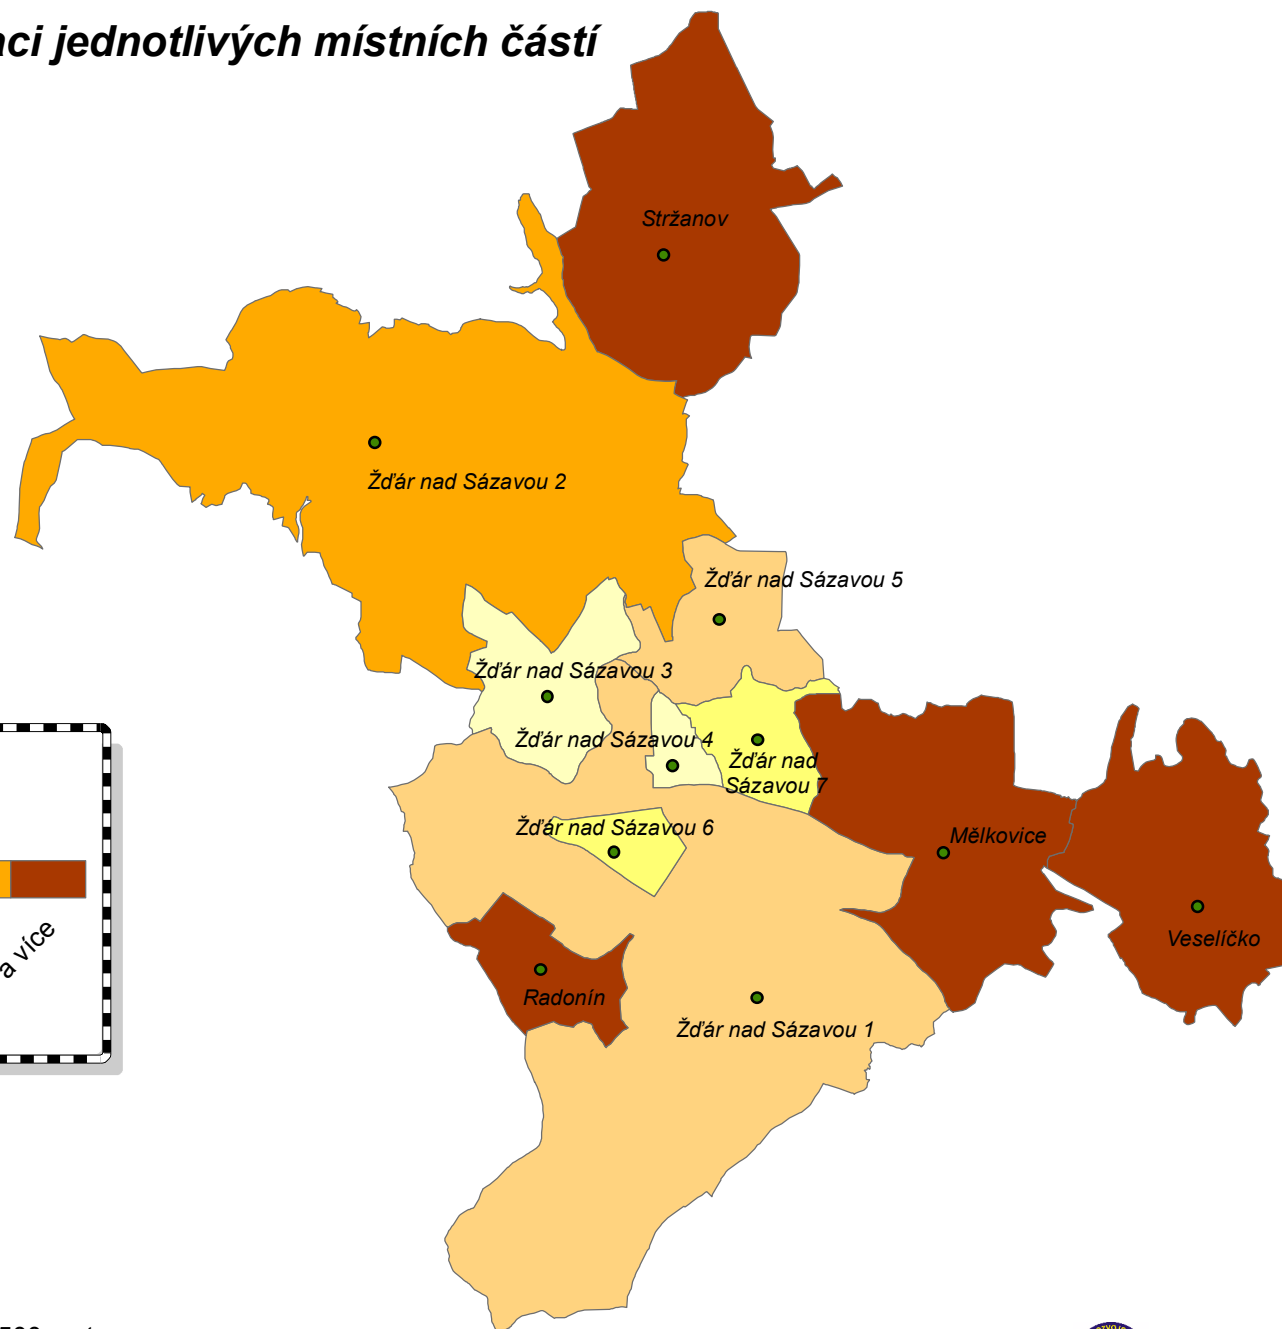 aci jednotlivých místních částí
Stržanov
Žďár nad Sázavou 2
Žďár nad Sázavou 5
Žďár nad Sázavou 3
Žďár nad Sázavou 4
Žďár nad
Sázavou 7
Žďár nad Sázavou 6
Mělkovice
a více
Veselíčko
Radonín
Žďár nad Sázavou 1